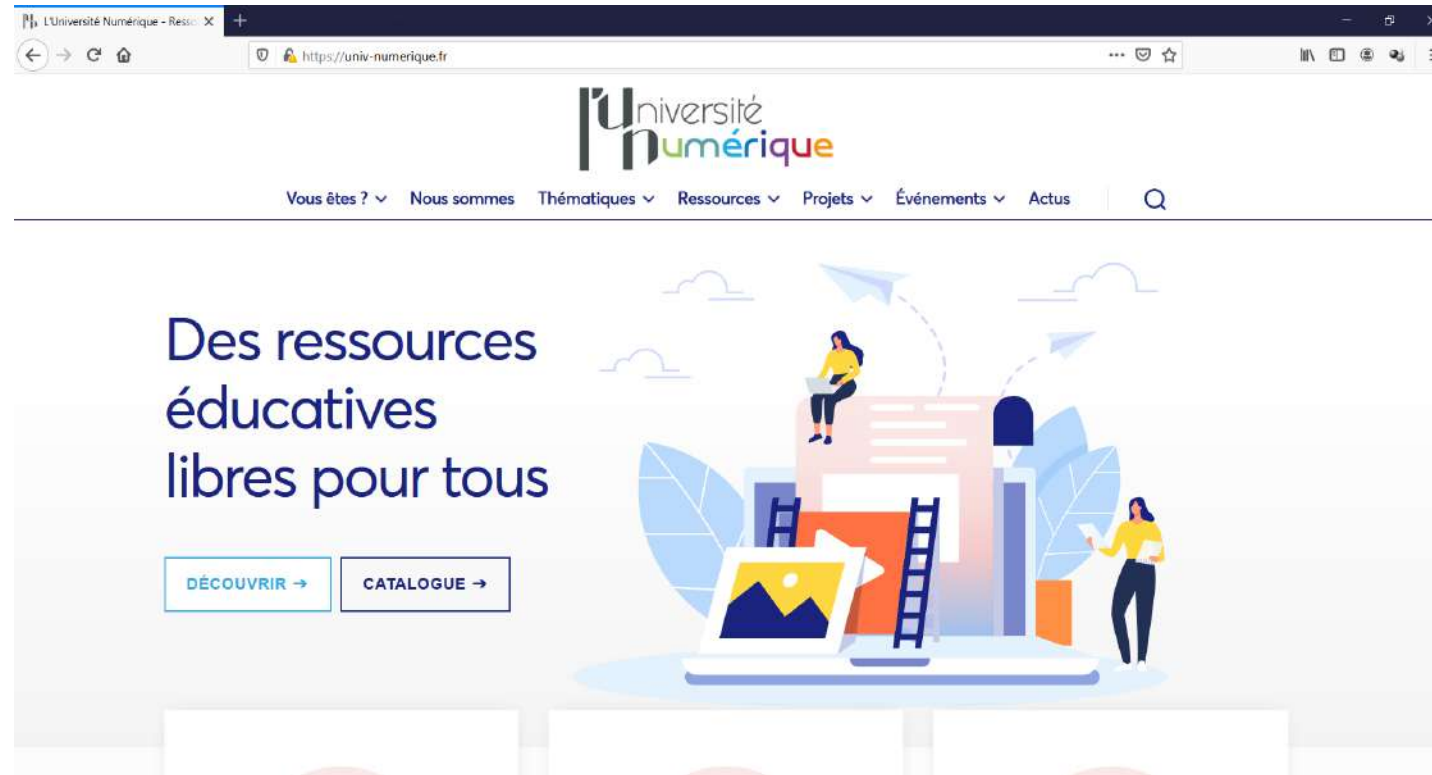 L'Université Numérique - Resso
https://univ-numerique.fr
l'Université
numérique
Vous êtes ? Nous sommes Thématiques Ressources Projets Événements Actus
Des ressources
éducatives
libres pour tous
DÉCOUVRIR → CATALOGUE →